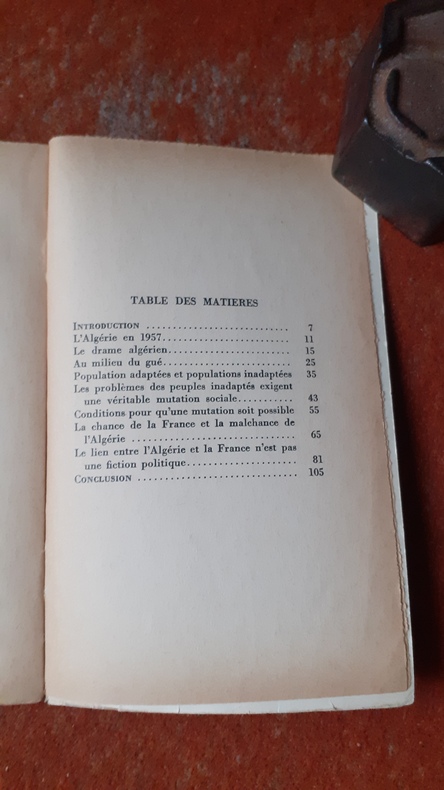 TABLE DES MATIERES
INTRODUCTION ........................... 7
L'Algérie en 1957........................ 11
Le drame algérien....................... 15
Au milieu du gué........................ 25
Population adaptées et populations inadaptées 35
Les problèmes des peuples inadaptés exigent
une véritable mutation sociale........... 43
Conditions pour qu'une mutation soit possible 55
La chance de la France et la malchance de
l'Algérie ............................ 65
Le lien entre l'Algérie et la France n'est pas
une fiction politique.................... 81
CONCLUSION ............................ 105